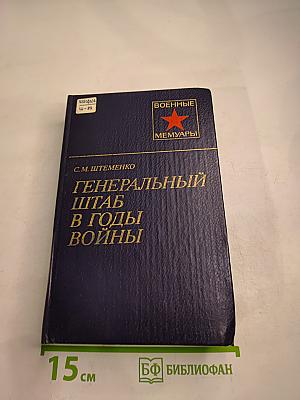 ВОЕННЫЕ
МЕМУАРЫ
С.М. ШТЕМЕНКО
ГЕНЕРАЛЬНЫЙ
ШТАБ
В ГОДЫ
ВОЙНЫ
15 см
БФ БИБЛИОФАН